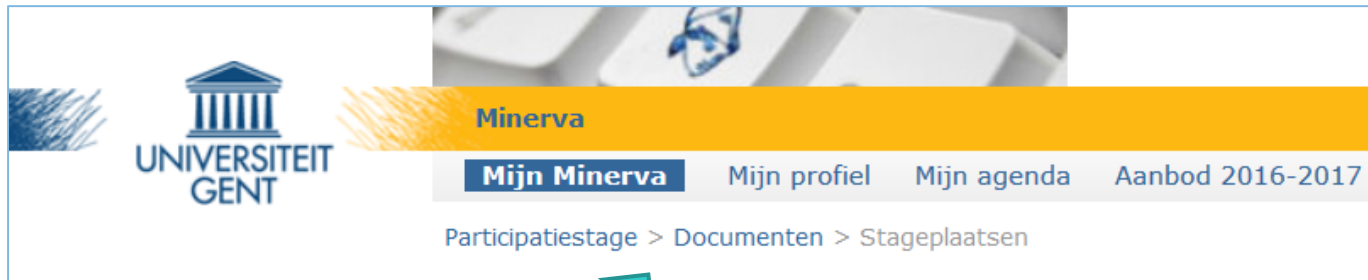 UNIVERSITEIT
GENT
Minerva
Mijn Minerva Mijn profiel Mijn agenda Aanbod 2016-2017
Participatiestage > Documenten > Stageplaatsen